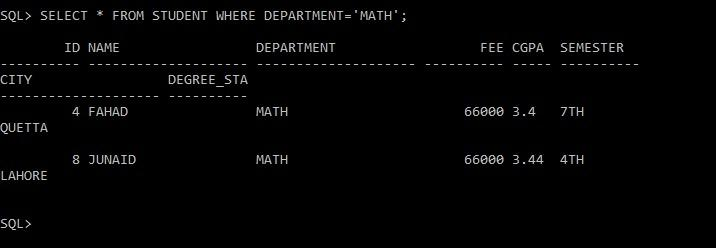 SQL> SELECT * FROM STUDENT WHERE DEPARTMENT='MATH';
        ID NAME                 DEPARTMENT                  FEE CGPA  SEMESTER
---------- -------------------- -------------------- ---------- ----- ----------
CITY                 DEGREE_STA
-------------------- ----------
         4 FAHAD                MATH                      66000 3.4   7TH
QUETTA
         8 JUNAID               MATH                      66000 3.44  4TH
LAHORE
SQL>